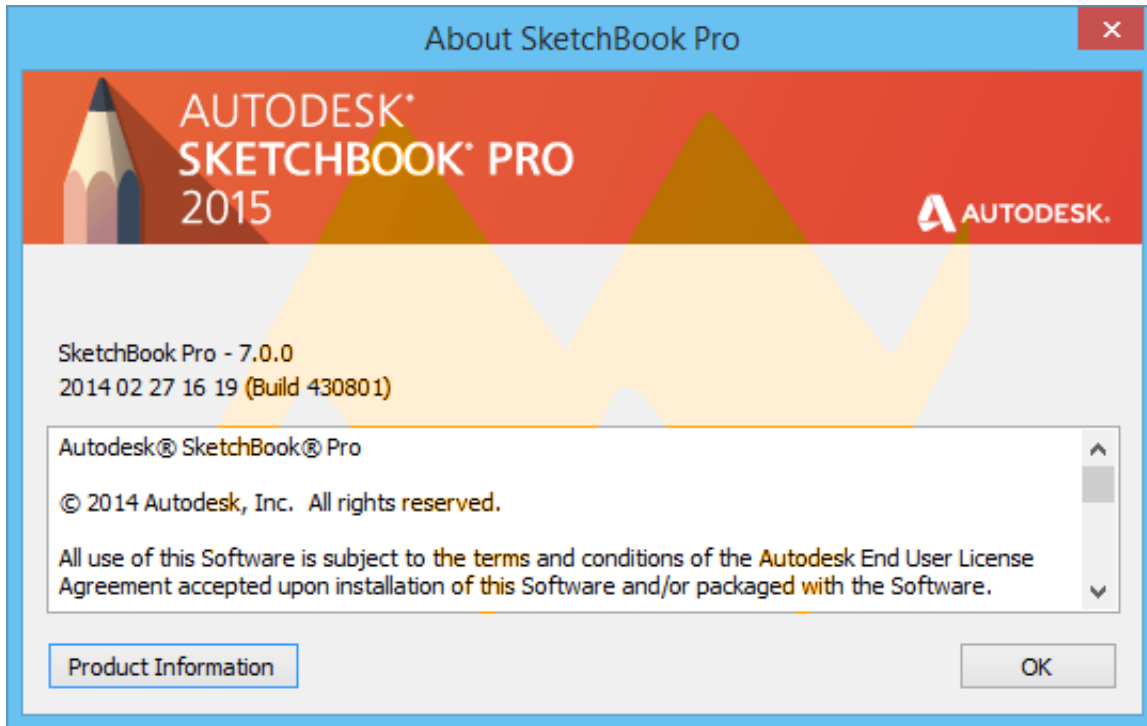 About SketchBook Pro
AUTODESK®
SKETCHBOOK® PRO
2015
AUTODESK.
SketchBook Pro - 7.0.0
2014 02 27 16 19 (Build 430801)
Autodesk® SketchBook® Pro
© 2014 Autodesk, Inc.  All rights reserved.
All use of this Software is subject to the terms and conditions of the Autodesk End User License
Agreement accepted upon installation of this Software and/or packaged with the Software.
Product Information
OK